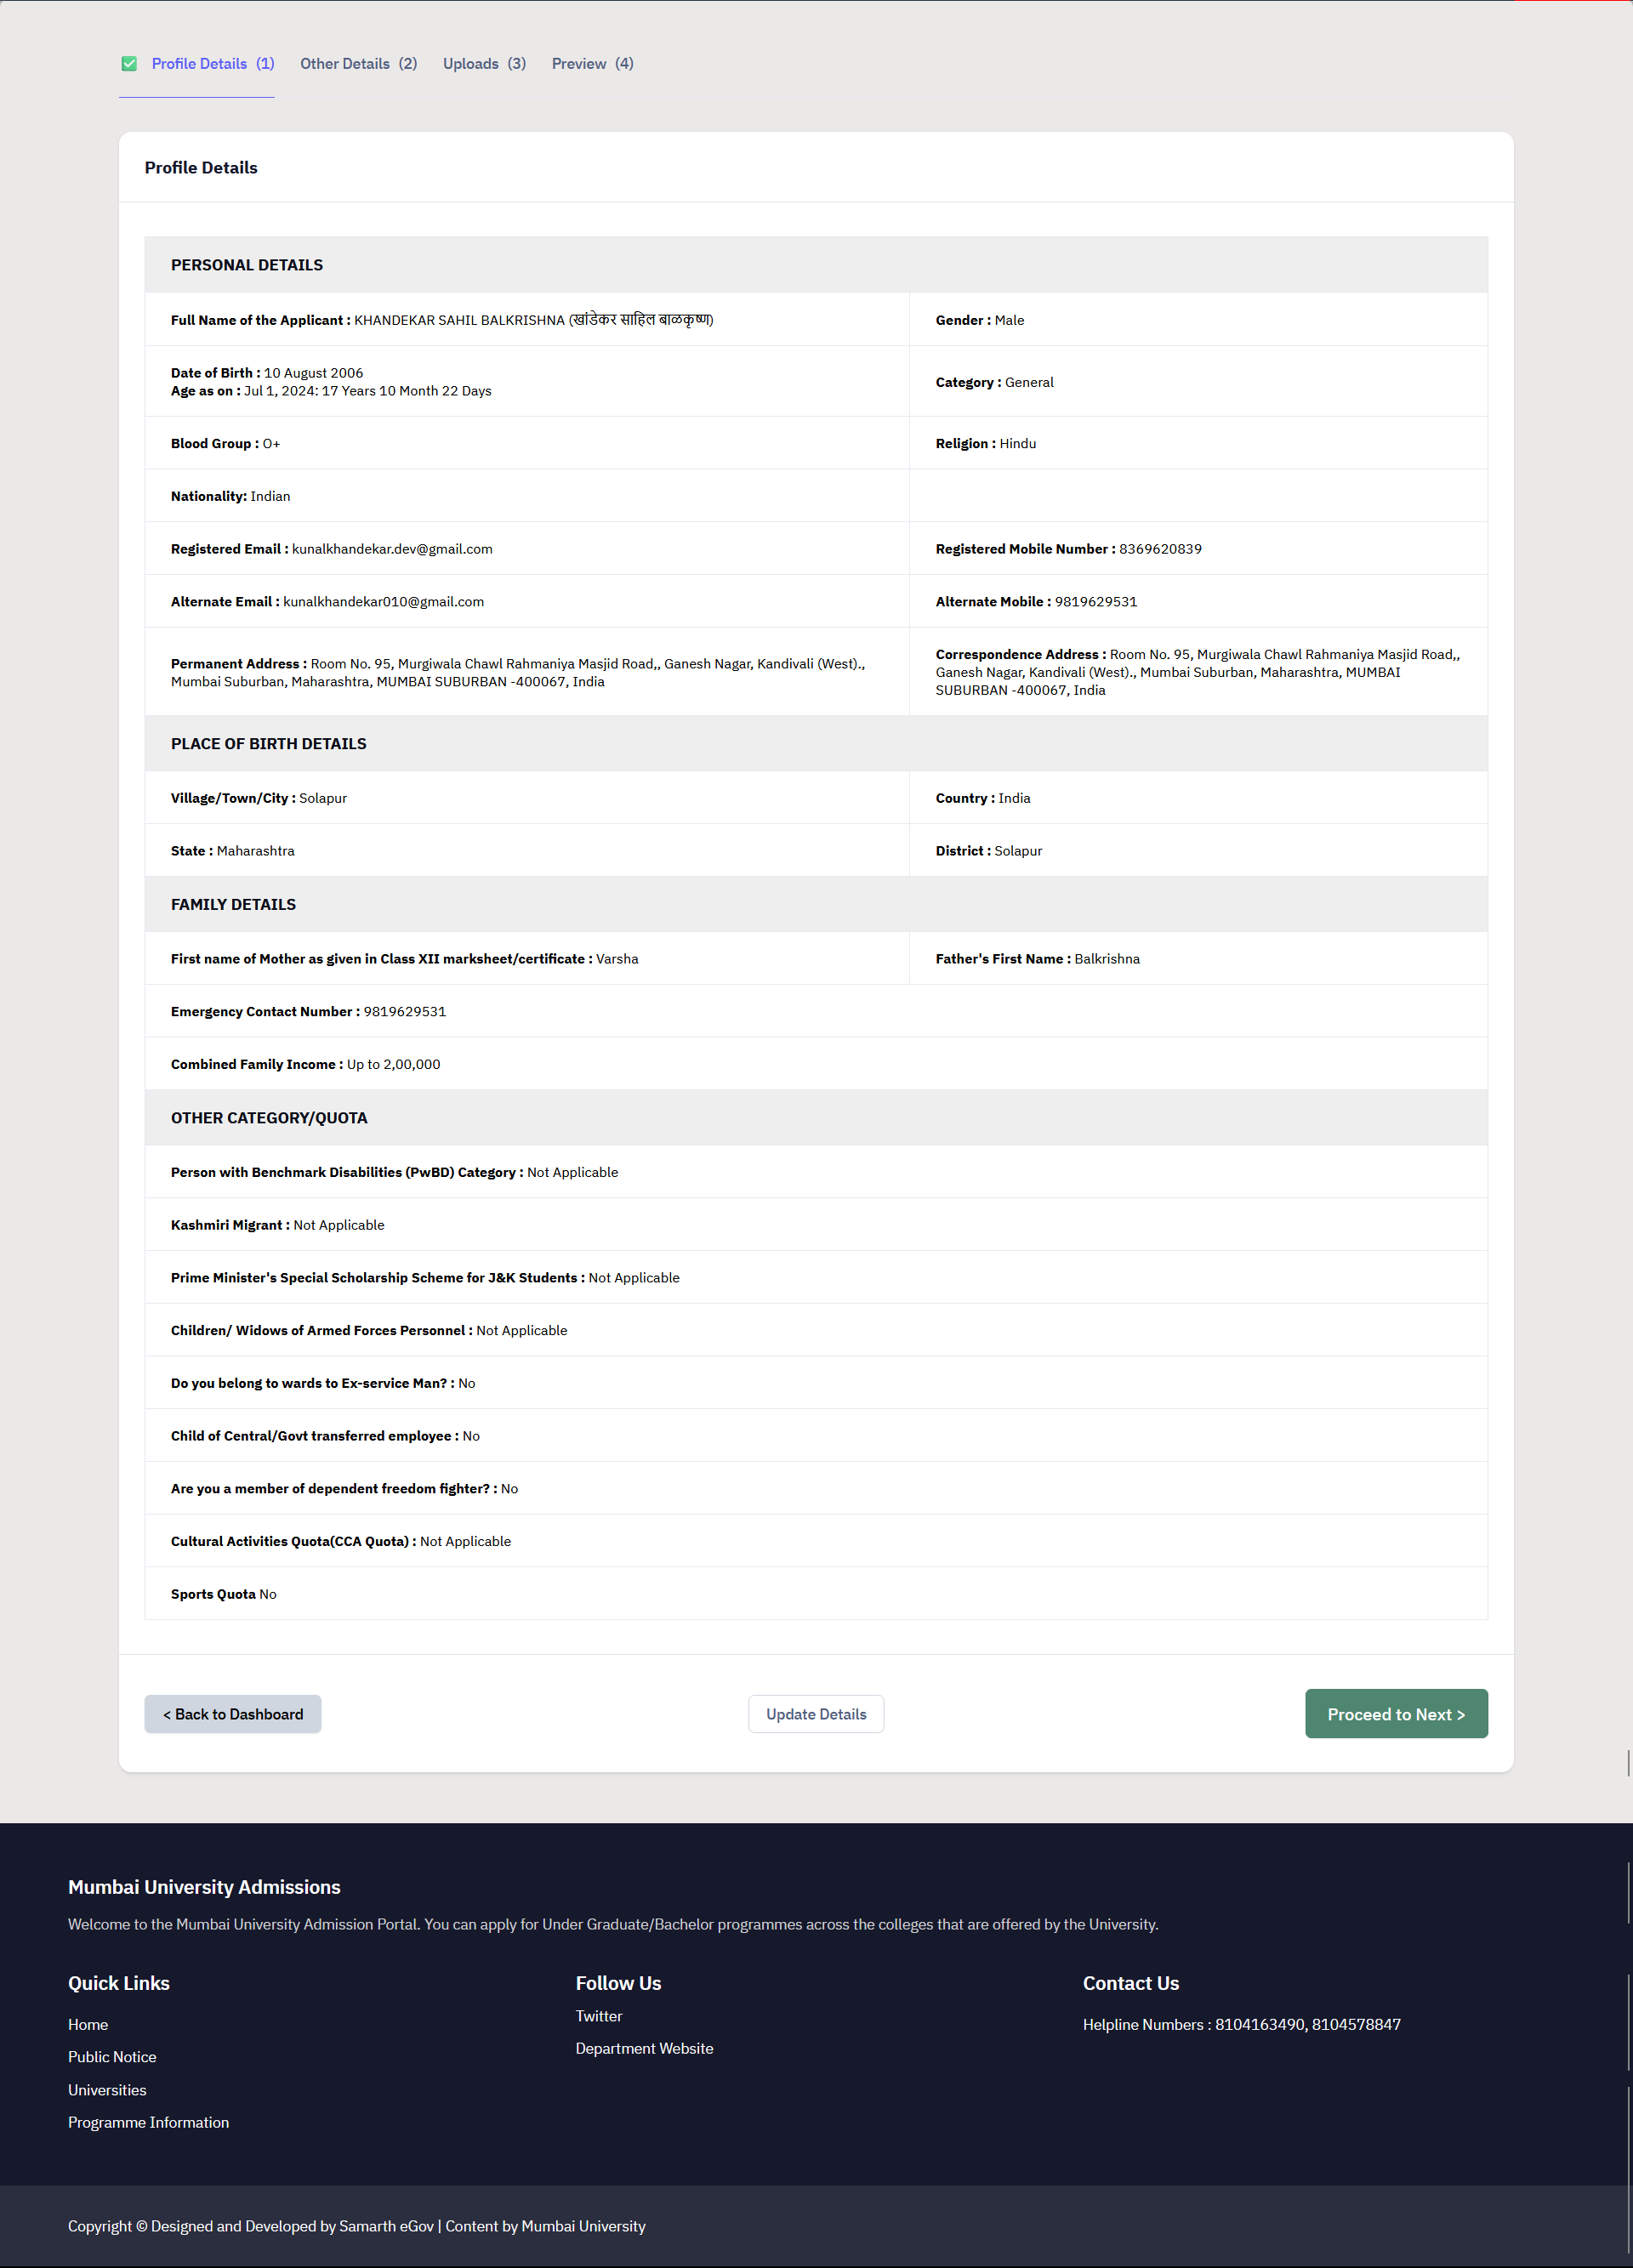 Profile Details (1) Other Details (2) Uploads (3) Preview (4)
Profile Details
PERSONAL DETAILS
Full Name of the Applicant : KHANDEKAR SAHIL BALKRISHNA (खांडेकर साहिल बाळकृष्ण)
Gender : Male
Date of Birth : 10 August 2006
Age as on : Jul 1, 2024: 17 Years 10 Month 22 Days
Category : General
Blood Group : O+
Religion : Hindu
Nationality: Indian
Registered Email : kunalkhandekar.dev@gmail.com
Registered Mobile Number : 8369620839
Alternate Email : kunalkhandekar010@gmail.com
Alternate Mobile : 9819629531
Permanent Address : Room No. 95, Murgiwala Chawl Rahmaniya Masjid Road,, Ganesh Nagar, Kandivali (West).,
Mumbai Suburban, Maharashtra, MUMBAI SUBURBAN -400067, India
Correspondence Address : Room No. 95, Murgiwala Chawl Rahmaniya Masjid Road,,
Ganesh Nagar, Kandivali (West)., Mumbai Suburban, Maharashtra, MUMBAI
SUBURBAN -400067, India
PLACE OF BIRTH DETAILS
Village/Town/City : Solapur
Country : India
State : Maharashtra
District : Solapur
FAMILY DETAILS
First name of Mother as given in Class XII marksheet/certificate : Varsha
Father's First Name : Balkrishna
Emergency Contact Number : 9819629531
Combined Family Income : Up to 2,00,000
OTHER CATEGORY/QUOTA
Person with Benchmark Disabilities (PwBD) Category : Not Applicable
Kashmiri Migrant : Not Applicable
Prime Minister's Special Scholarship Scheme for J&K Students : Not Applicable
Children/ Widows of Armed Forces Personnel : Not Applicable
Do you belong to wards to Ex-service Man? : No
Child of Central/Govt transferred employee : No
Are you a member of dependent freedom fighter? : No
Cultural Activities Quota(CCA Quota) : Not Applicable
Sports Quota No
< Back to Dashboard
Update Details
Proceed to Next >
Mumbai University Admissions
Welcome to the Mumbai University Admission Portal. You can apply for Under Graduate/Bachelor programmes across the colleges that are offered by the University.
Quick Links
Home
Public Notice
Universities
Programme Information
Follow Us
Twitter
Department Website
Contact Us
Helpline Numbers : 8104163490, 8104578847
Copyright © Designed and Developed by Samarth eGov | Content by Mumbai University